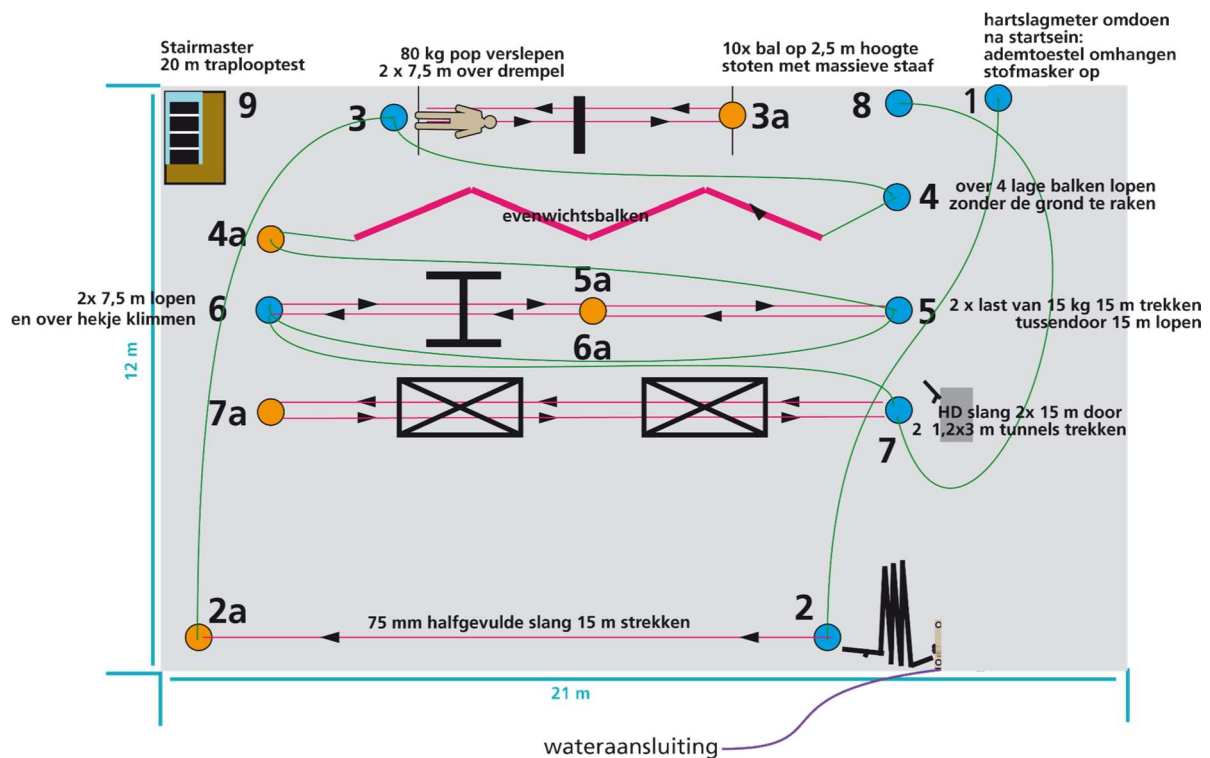 hartslagmeter omdoen
na startsein:
ademtoestel omhangen
stofmasker op
Stairmaster
20 m traplooptest
80 kg pop verslepen
2 x 7,5 m over drempel
10x bal op 2,5 m hoogte
stoten met massieve staaf
9
3
3a
8
1
4
over 4 lage balken lopen
zonder de grond te raken
evenwichtsbalken
4a
5a
2x 7,5 m lopen
en over hekje klimmen
6
5
2 x last van 15 kg 15 m trekken
tussendoor 15 m lopen
6a
12 m
7a
HD slang 2x 15 m door
2 1,2x3 m tunnels trekken
7
2a
75 mm halfgevulde slang 15 m strekken
2
21 m
wateraansluiting